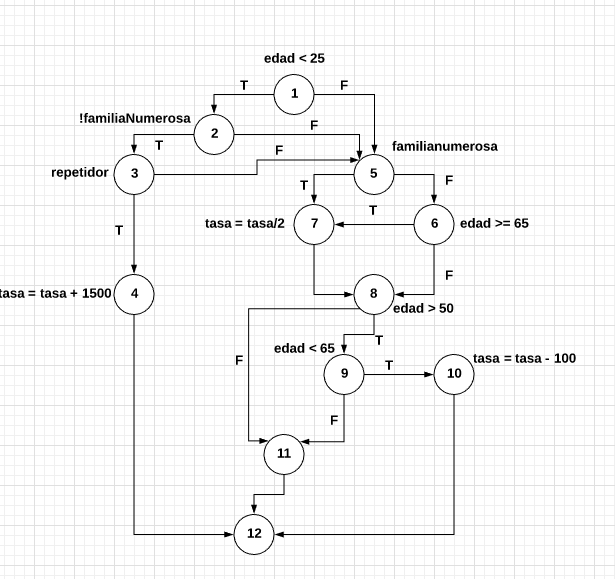 edad < 25
T
1
F
!familiaNumerosa
2
F
T
F
familianumerosa
repetidor
3
5
T
F
tasa = tasa/2
7
T
6
edad >= 65
T
F
tasa = tasa + 1500
4
8
edad > 50
T
edad < 65
F
9
T
10
tasa = tasa - 100
F
11
12